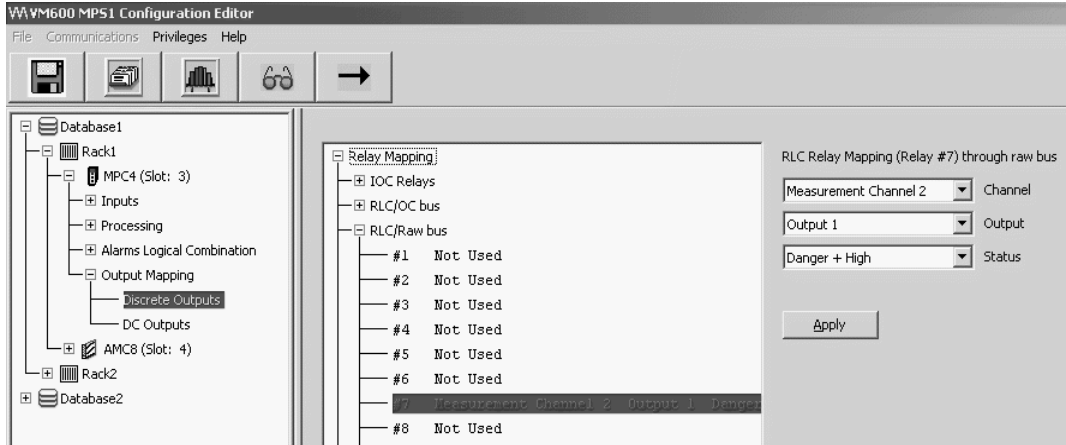 VM600 MPS1 Configuration Editor
File Communications Privileges Help
Database1
Rack1
MPC4 (Slot: 3)
Inputs
Processing
Alarms Logical Combination
Output Mapping
Discrete Outputs
DC Outputs
AMC8 (Slot: 4)
Rack2
Database2
Relay Mapping
IOC Relays
RLC/OC bus
RLC/Raw bus
#1 Not Used
#2 Not Used
#3 Not Used
#4 Not Used
#5 Not Used
#6 Not Used
#7 Measurement Channel 2 Output 1 Danger
#8 Not Used
RLC Relay Mapping (Relay #7) through raw bus
Measurement Channel 2 Channel
Output 1 Output
Danger + High Status
Apply